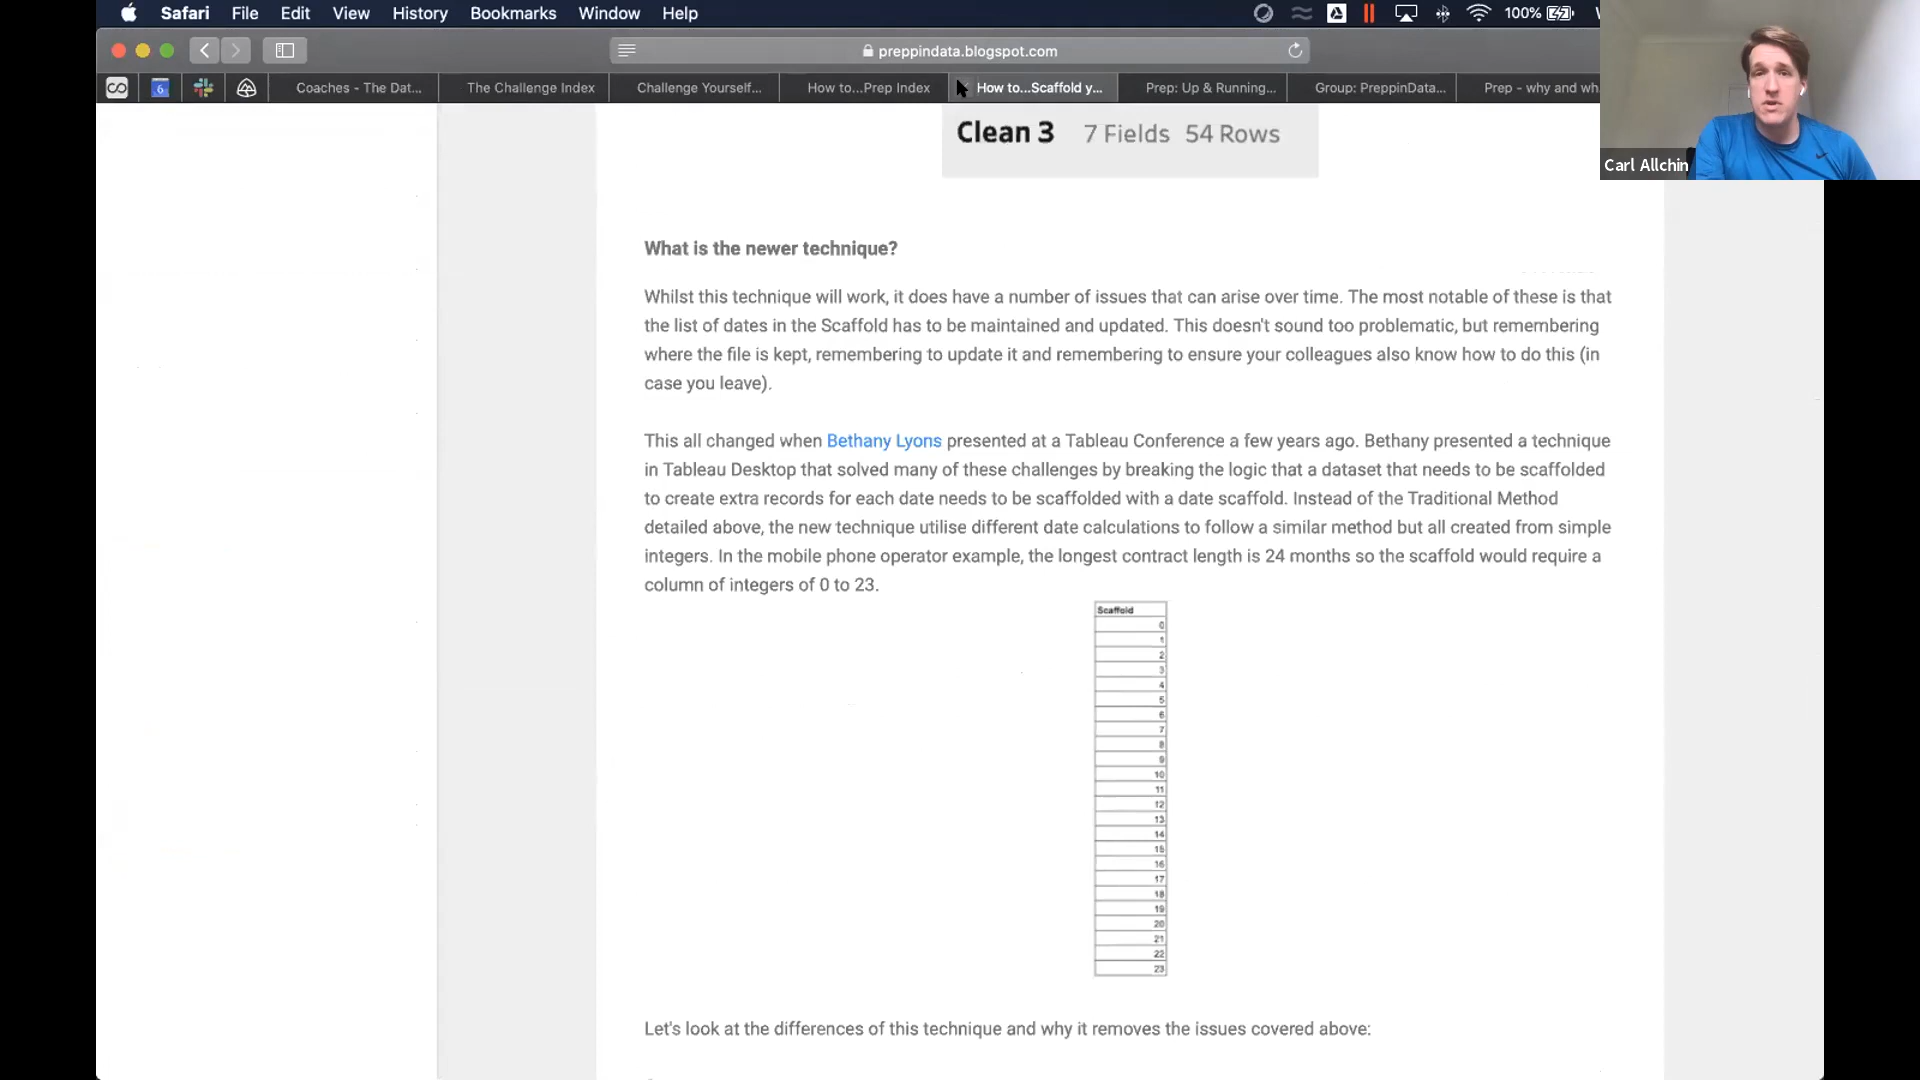 Safari File Edit View History Bookmarks Window Help 100%
preppindata.blogspot.com
6 Coaches - The Dat... The Challenge Index Challenge Yourself... How to...Prep Index How to...Scaffold y... Prep: Up & Running... Group: PreppinData... Prep - why and wh
Carl Allchin
Clean 3 7 Fields 54 Rows
What is the newer technique?
Whilst this technique will work, it does have a number of issues that can arise over time. The most notable of these is that
the list of dates in the Scaffold has to be maintained and updated. This doesn't sound too problematic, but remembering
where the file is kept, remembering to update it and remembering to ensure your colleagues also know how to do this (in
case you leave).
This all changed when Bethany Lyons presented at a Tableau Conference a few years ago. Bethany presented a technique
in Tableau Desktop that solved many of these challenges by breaking the logic that a dataset that needs to be scaffolded
to create extra records for each date needs to be scaffolded with a date scaffold. Instead of the Traditional Method
detailed above, the new technique utilise different date calculations to follow a similar method but all created from simple
integers. In the mobile phone operator example, the longest contract length is 24 months so the scaffold would require a
column of integers of 0 to 23.
Scaffold
0
1
2
3
4
5
6
7
8
9
10
11
12
13
14
15
16
17
18
19
20
21
22
23
Let's look at the differences of this technique and why it removes the issues covered above: